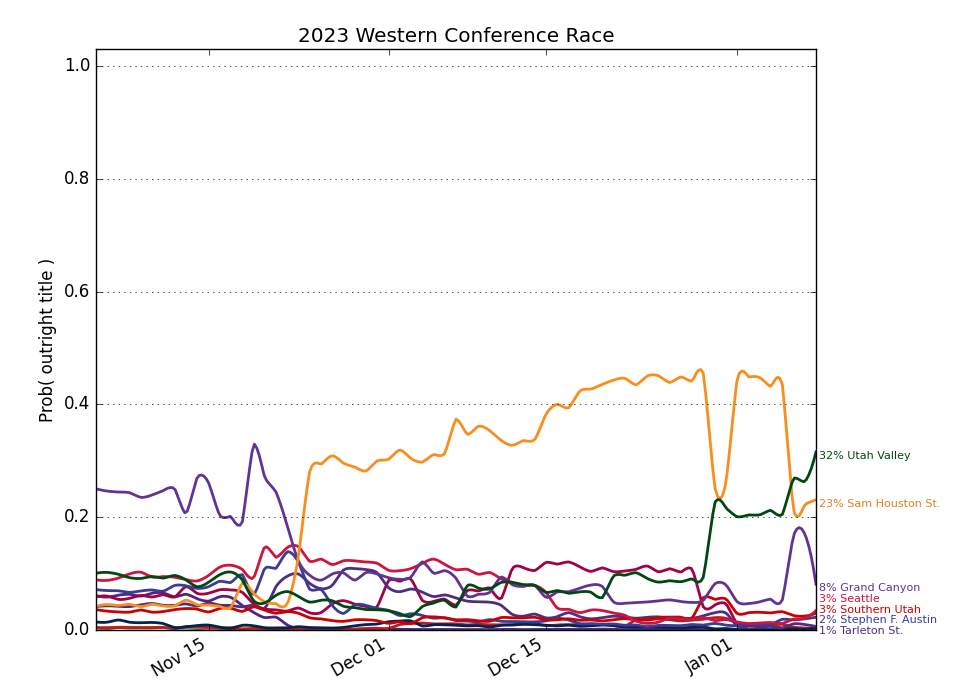 2023 Western Conference Race
Prob( outright title )
1.0
0.8
0.6
0.4
0.2
0.0
32% Utah Valley
23% Sam Houston St.
8% Grand Canyon
3% Seattle
3% Southern Utah
2% Stephen F. Austin
1% Tarleton St.
Nov 15
Dec 01
Dec 15
Jan 01